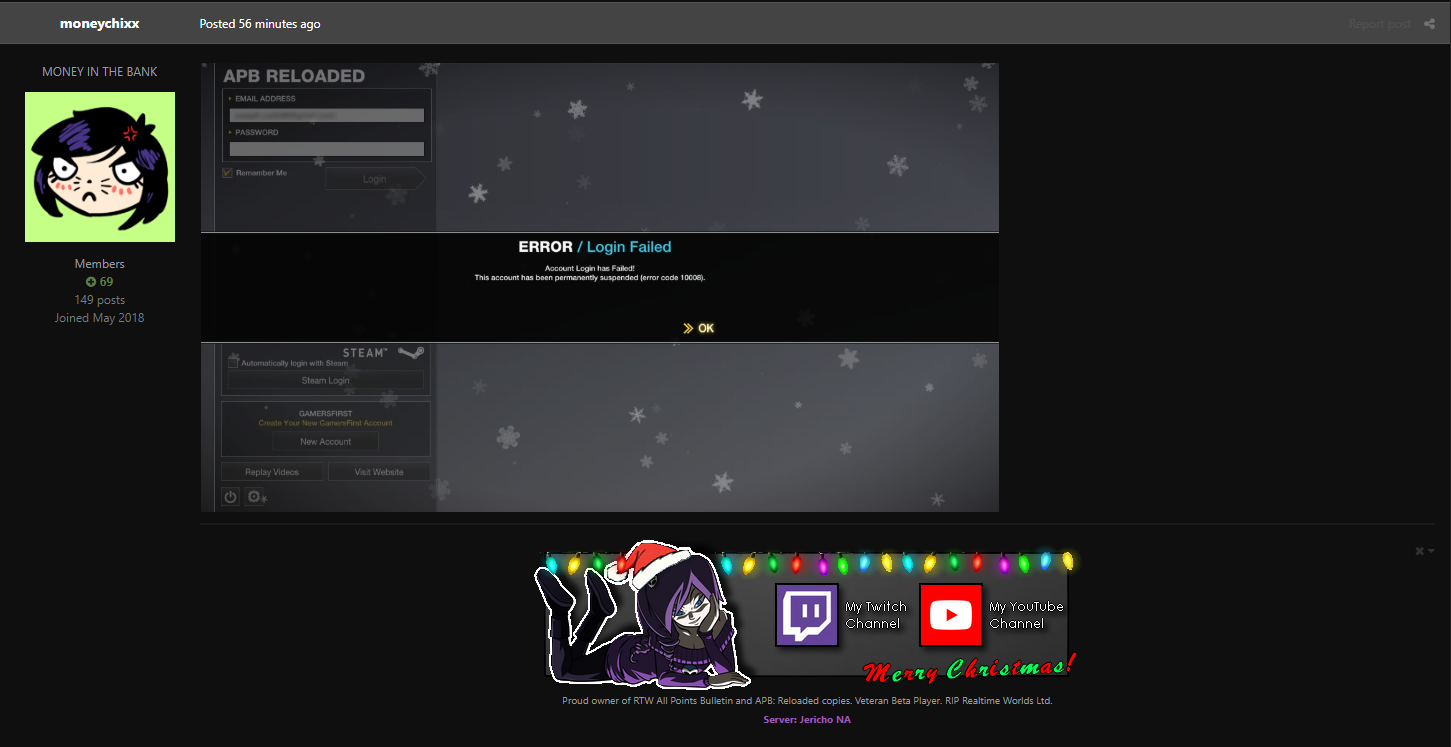 moneychixx
Posted 56 minutes ago
Report post
MONEY IN THE BANK
Members
69
149 posts
Joined May 2018
APB RELOADED
EMAIL ADDRESS
PASSWORD
Remember Me
Login
ERROR / Login Failed
Account Login has Failed!
This account has been permanently suspended (error code 10008).
OK
STEAM™
Automatically login with Steam
Steam Login
GAMERSFIRST
Create Your New GamersFirst Account
New Account
Replay Videos
Visit Website
My Twitch
Channel
My YouTube
Channel
Merry Christmas!
Proud owner of RTW All Points Bulletin and APB: Reloaded copies. Veteran Beta Player. RIP Realtime Worlds Ltd.
Server: Jericho NA